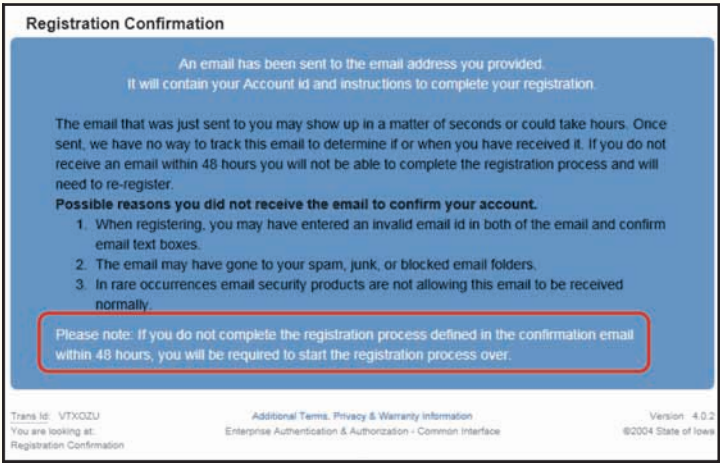 Registration Confirmation
An email has been sent to the email address you provided.
It will contain your Account id and instructions to complete your registration.
The email that was just sent to you may show up in a matter of seconds or could take hours. Once
sent, we have no way to track this email to determine if or when you have received it. If you do not
receive an email within 48 hours you will not be able to complete the registration process and will
need to re-register.
Possible reasons you did not receive the email to confirm your account.
1. When registering, you may have entered an invalid email id in both of the email and confirm
email text boxes.
2. The email may have gone to your spam, junk, or blocked email folders.
3. In rare occurrences email security products are not allowing this email to be received
normally.
Please note: If you do not complete the registration process defined in the confirmation email
within 48 hours, you will be required to start the registration process over.
Trans Id: VTXOZU Additional Terms, Privacy & Warranty Information Version 4.0.2
You are looking at: Enterprise Authentication & Authorization - Common Interface ©2004 State of Iowa
Registration Confirmation